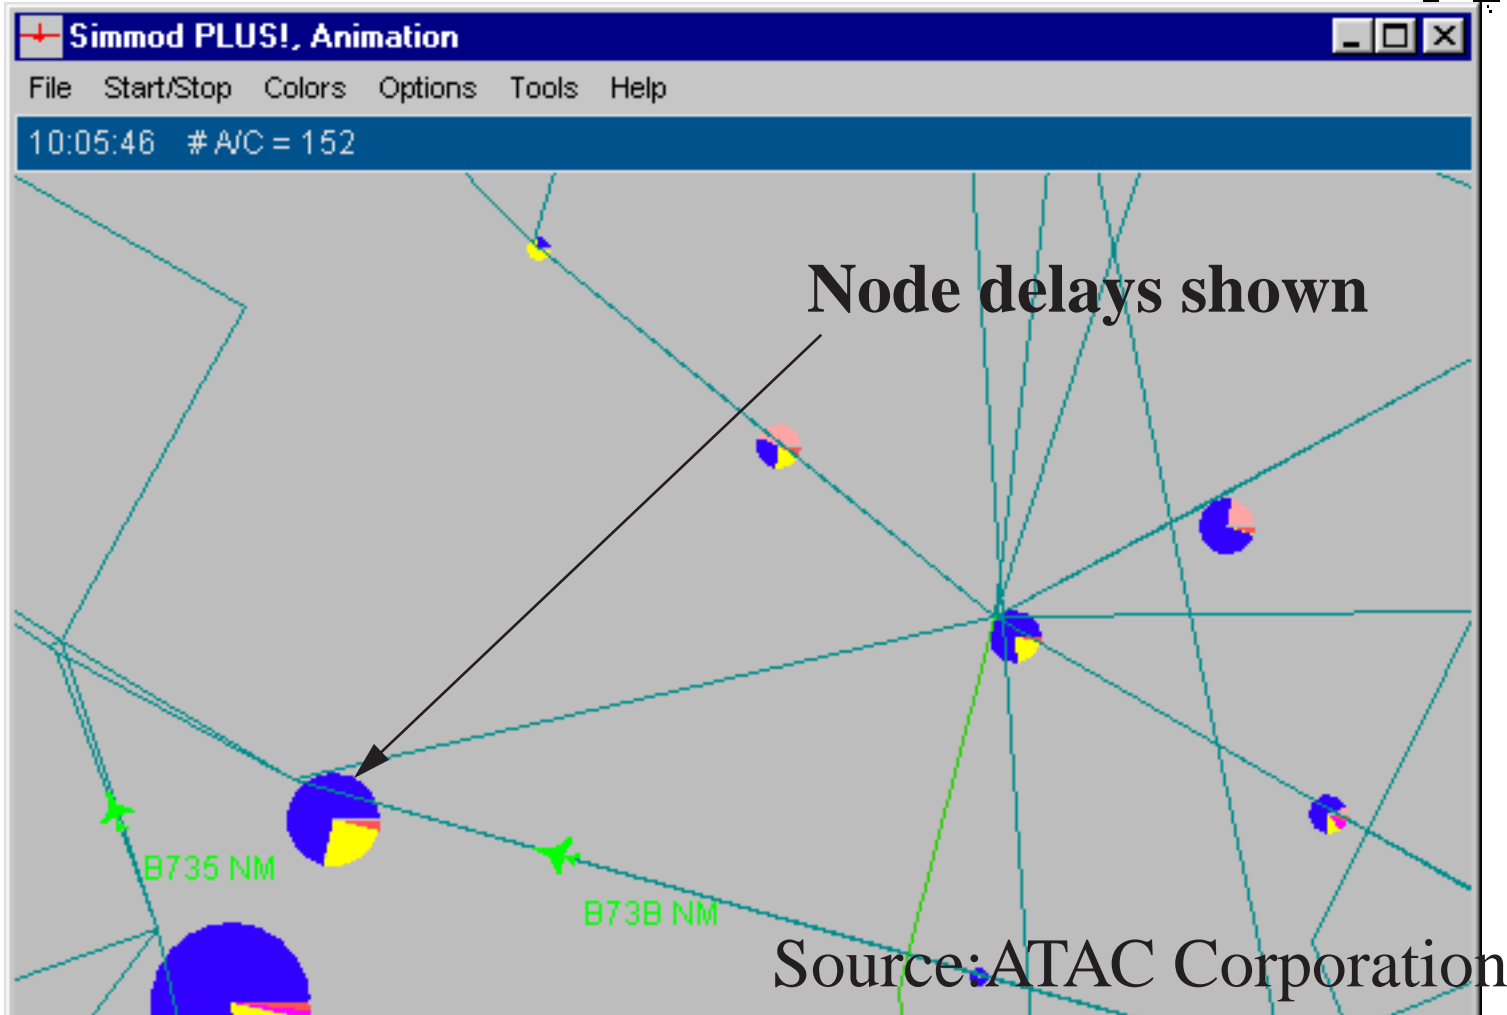 Simmod PLUS!, Animation
File Start/Stop Colors Options Tools Help
10:05:46 # A/C = 152
Node delays shown
B735 NM
B73B NM
Source:ATAC Corporation